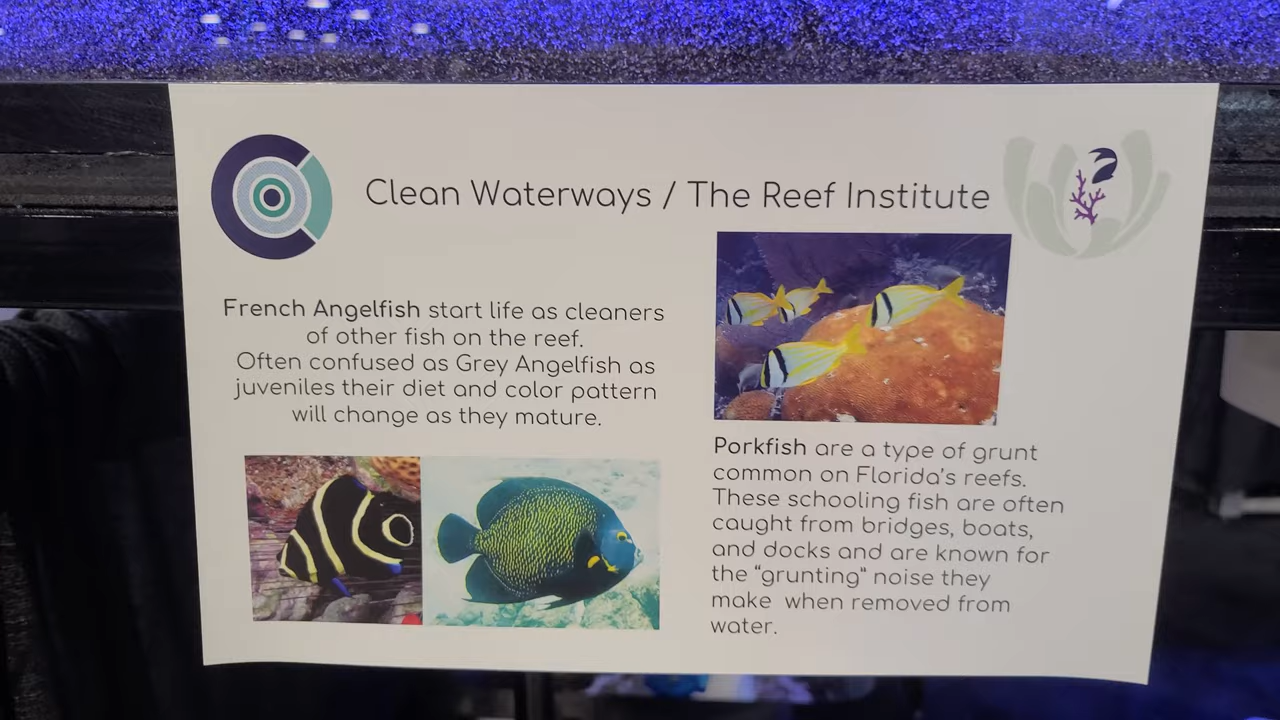 Clean Waterways / The Reef Institute
French Angelfish start life as cleaners
of other fish on the reef.
Often confused as Grey Angelfish as
juveniles their diet and color pattern
will change as they mature.
Porkfish are a type of grunt
common on Florida's reefs.
These schooling fish are often
caught from bridges, boats,
and docks and are known for
the "grunting" noise they
make when removed from
water.